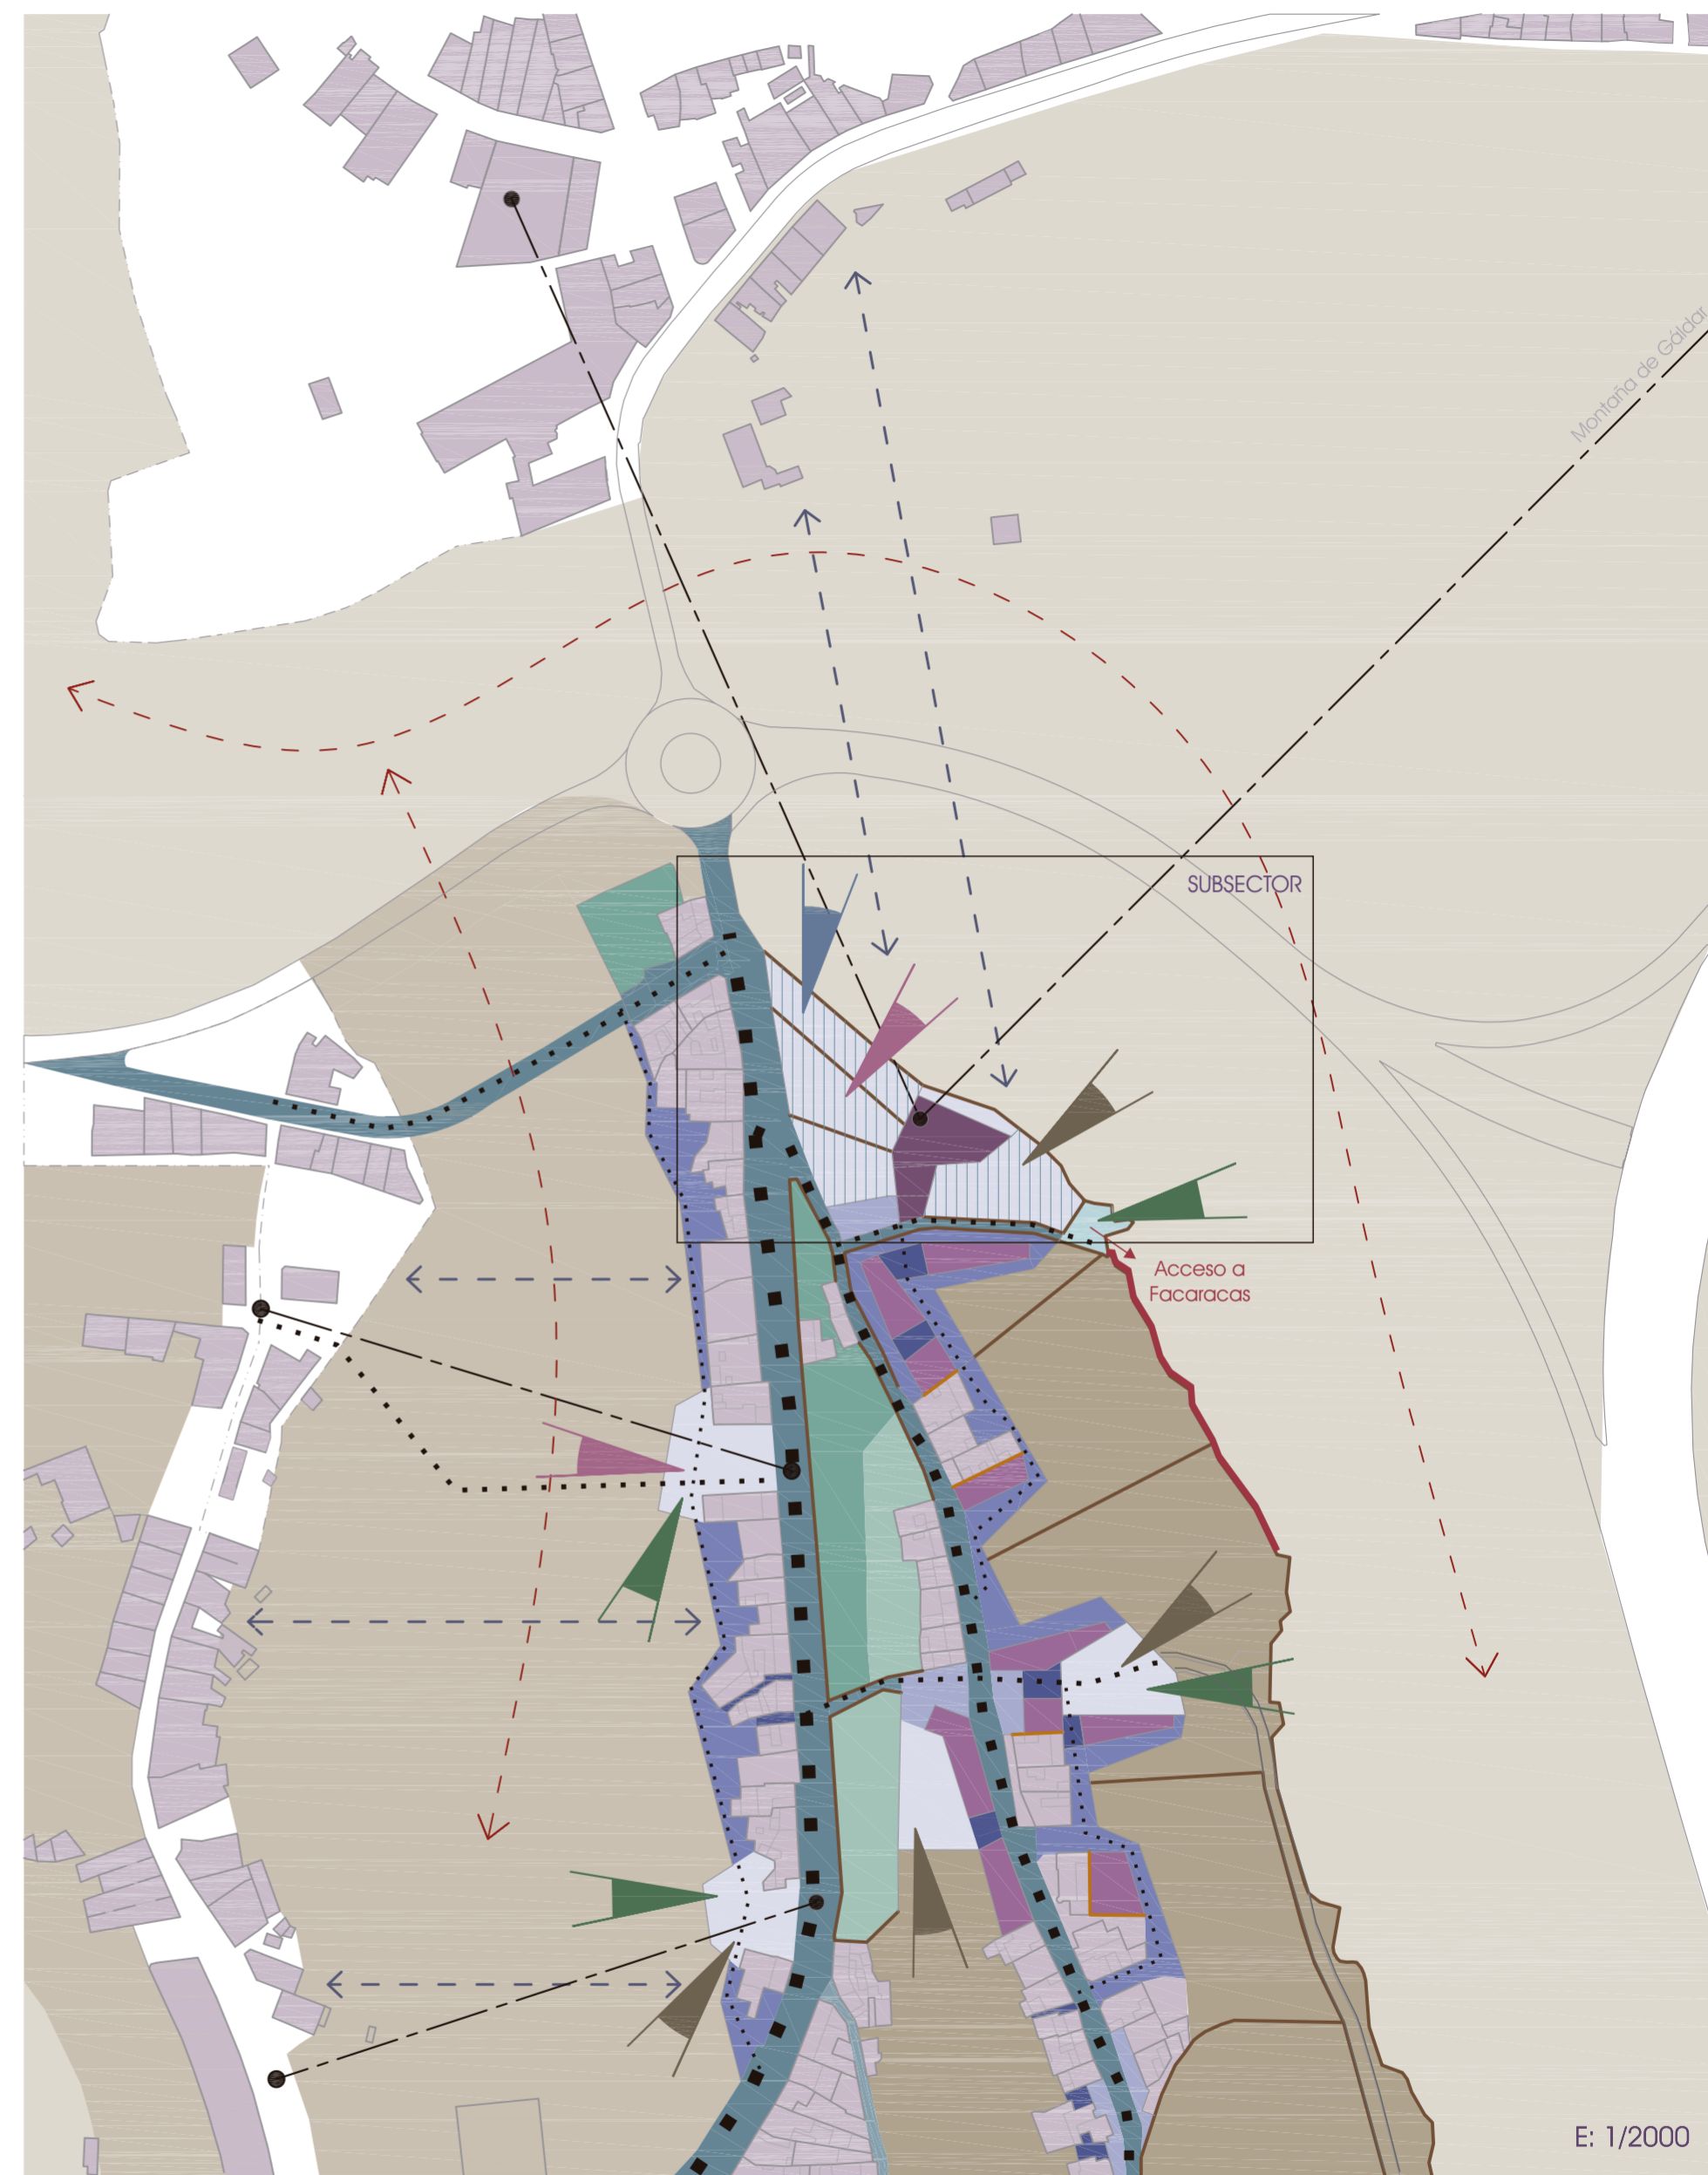 Montaña de Gáldar
SUBSECTOR
Acceso a
Facaracas
E: 1/2000